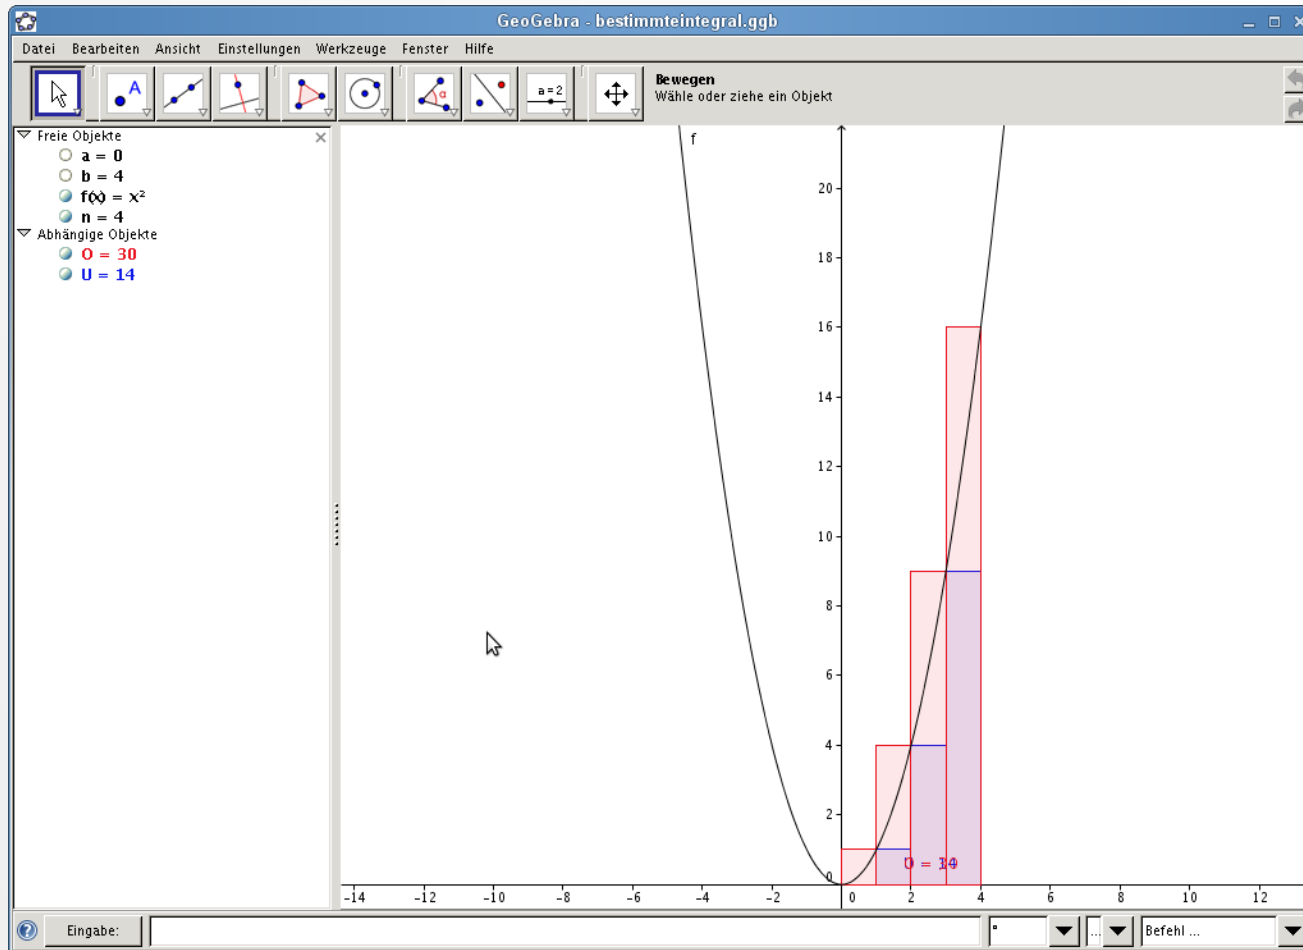 GeoGebra - bestimmteintegral.ggb
Datei Bearbeiten Ansicht Einstellungen Werkzeuge Fenster Hilfe
A
α
a = 2
Bewegen
Wähle oder ziehe ein Objekt
Freie Objekte
a = 0
b = 4
f(x) = x²
n = 4
Abhängige Objekte
O = 30
U = 14
f
20
18
16
14
12
10
8
6
4
2
0
-14 -12 -10 -8 -6 -4 -2 0 2 4 6 8 10 12
Eingabe:
... Befehl ...